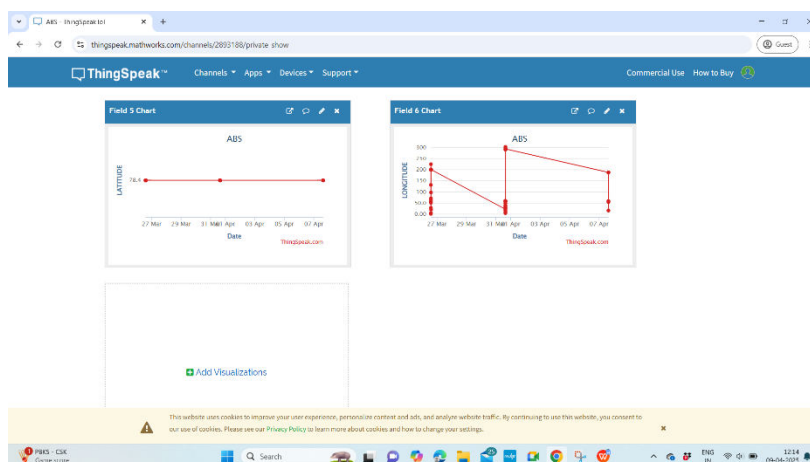 ABS - ThingSpeak IoT
thingspeak.mathworks.com/channels/2893188/private_show
Guest
ThingSpeak™
Channels
Apps
Devices
Support
Commercial Use
How to Buy
Field 5 Chart
ABS
LATITUDE
78.9
27 Mar
29 Mar
31 Mar
01 Apr
03 Apr
05 Apr
07 Apr
Date
ThingSpeak.com
Field 6 Chart
ABS
LONGITUDE
300
250
200
150
100
50.0
0.00
27 Mar
29 Mar
31 Mar
01 Apr
03 Apr
05 Apr
07 Apr
Date
ThingSpeak.com
Add Visualizations
This website uses cookies to improve your user experience, personalize content and ads, and analyze website traffic. By continuing to use this website, you consent to
our use of cookies. Please see our Privacy Policy to learn more about cookies and how to change your settings.
PBKS - CSK
Game score
Search
ENG
IN
12:14
09-04-2025